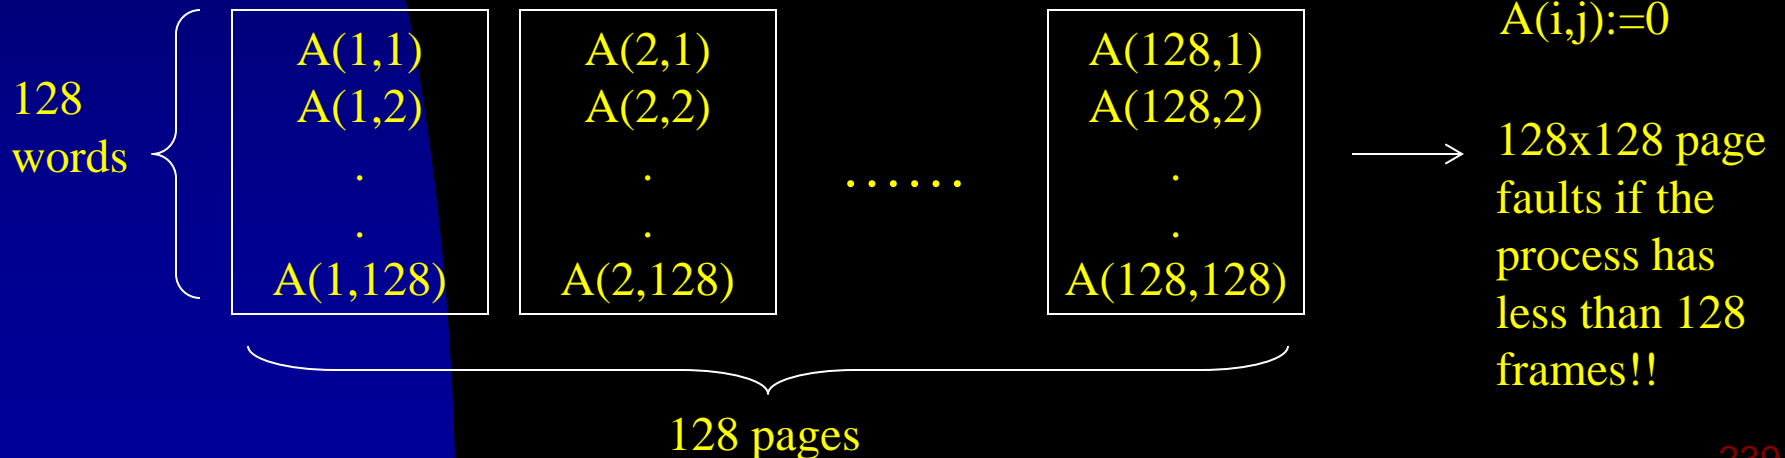 A(i,j):=0
128
words
A(1,1)
A(1,2)
.
.
A(1,128)
A(2,1)
A(2,2)
.
.
A(2,128)
......
A(128,1)
A(128,2)
.
.
A(128,128)
128x128 page
faults if the
process has
less than 128
frames!!
128 pages